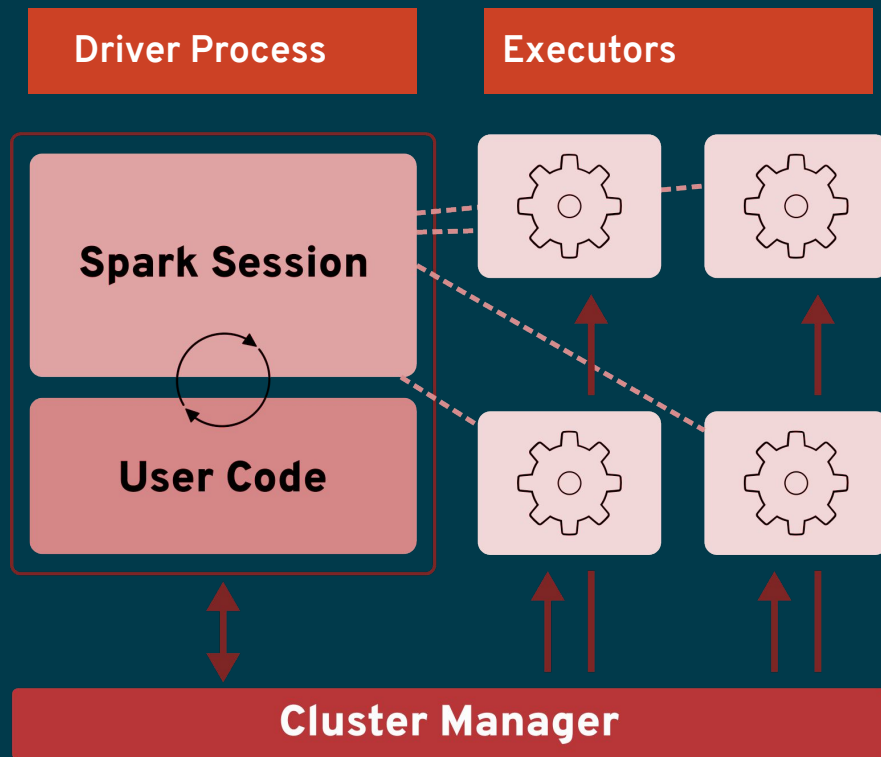 Driver Process
Executors
Spark Session
User Code
Cluster Manager